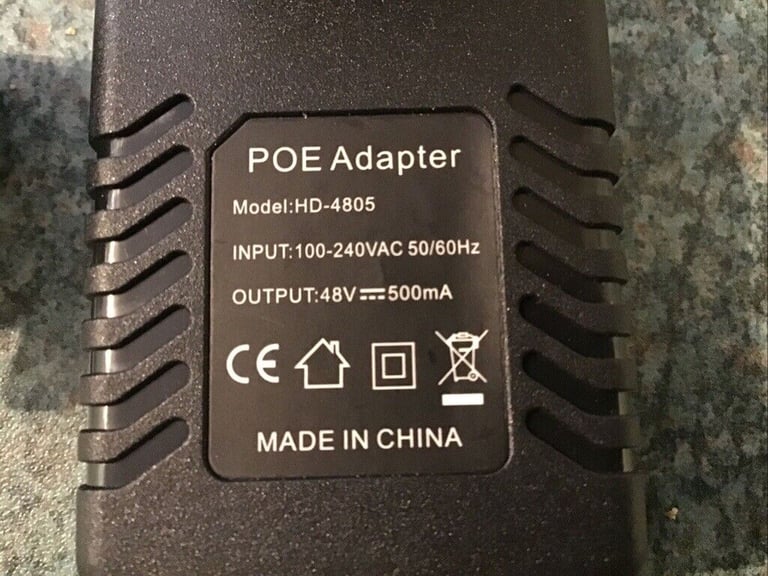 POE Adapter
Model:HD-4805
INPUT:100-240VAC 50/60Hz
OUTPUT:48V⎓500mA
CE
MADE IN CHINA